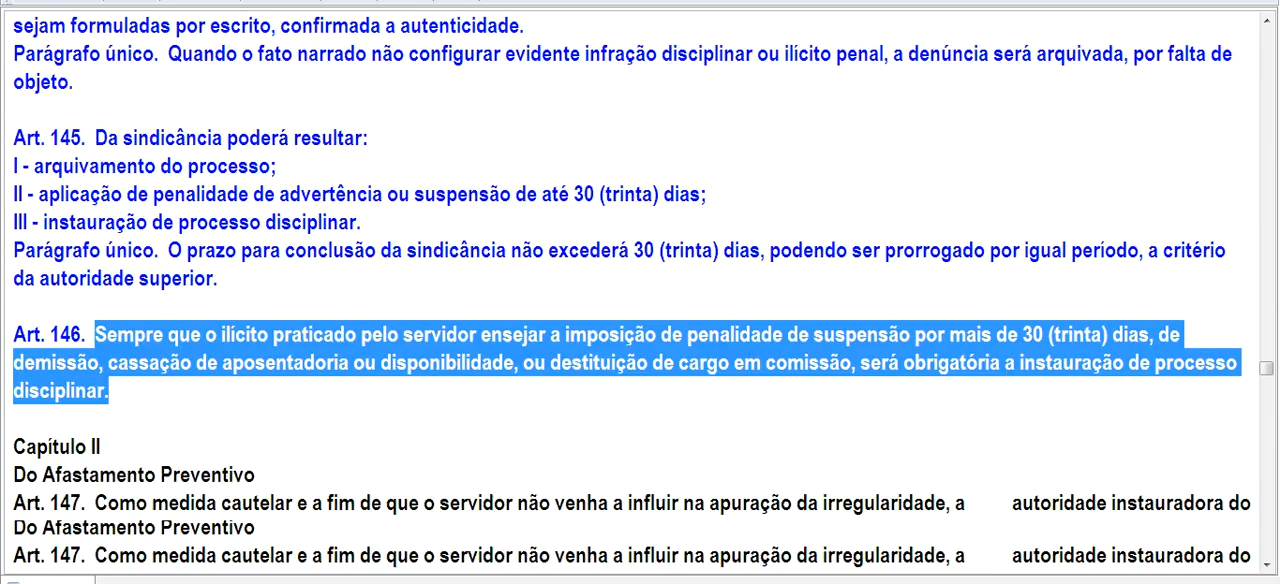 sejam formuladas por escrito, confirmada a autenticidade.
Parágrafo único.  Quando o fato narrado não configurar evidente infração disciplinar ou ilícito penal, a denúncia será arquivada, por falta de
objeto.
Art. 145.  Da sindicância poderá resultar:
I - arquivamento do processo;
II - aplicação de penalidade de advertência ou suspensão de até 30 (trinta) dias;
III - instauração de processo disciplinar.
Parágrafo único.  O prazo para conclusão da sindicância não excederá 30 (trinta) dias, podendo ser prorrogado por igual período, a critério
da autoridade superior.
Art. 146.  Sempre que o ilícito praticado pelo servidor ensejar a imposição de penalidade de suspensão por mais de 30 (trinta) dias, de
demissão, cassação de aposentadoria ou disponibilidade, ou destituição de cargo em comissão, será obrigatória a instauração de processo
disciplinar.
Capítulo II
Do Afastamento Preventivo
Art. 147.  Como medida cautelar e a fim de que o servidor não venha a influir na apuração da irregularidade, a autoridade instauradora do
Do Afastamento Preventivo
Art. 147.  Como medida cautelar e a fim de que o servidor não venha a influir na apuração da irregularidade, a autoridade instauradora do